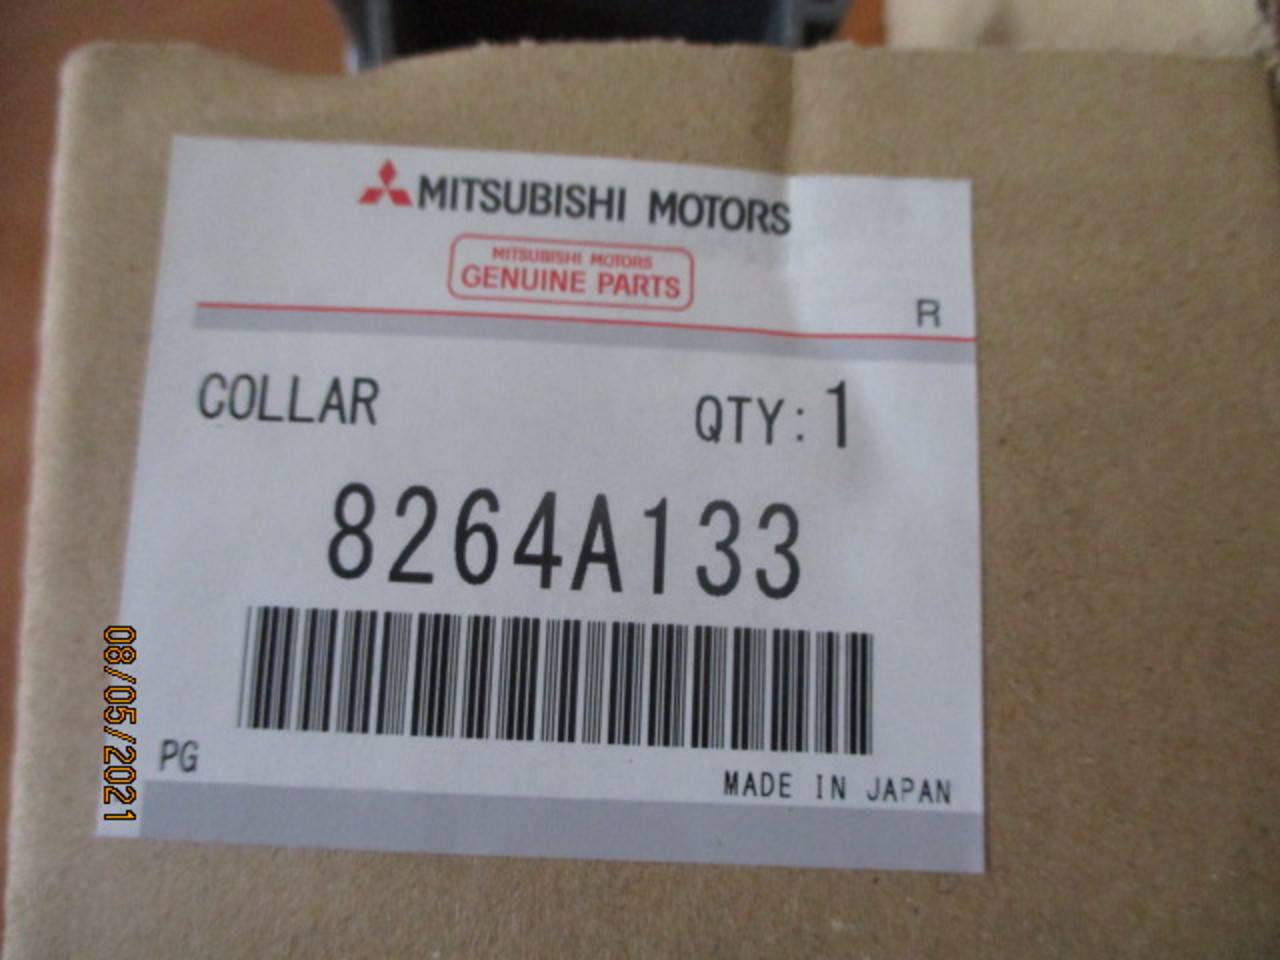 MITSUBISHI MOTORS
MITSUBISHI MOTORS
GENUINE PARTS
R
COLLAR QTY: 1
8264A133
PG
MADE IN JAPAN
08/05/2021